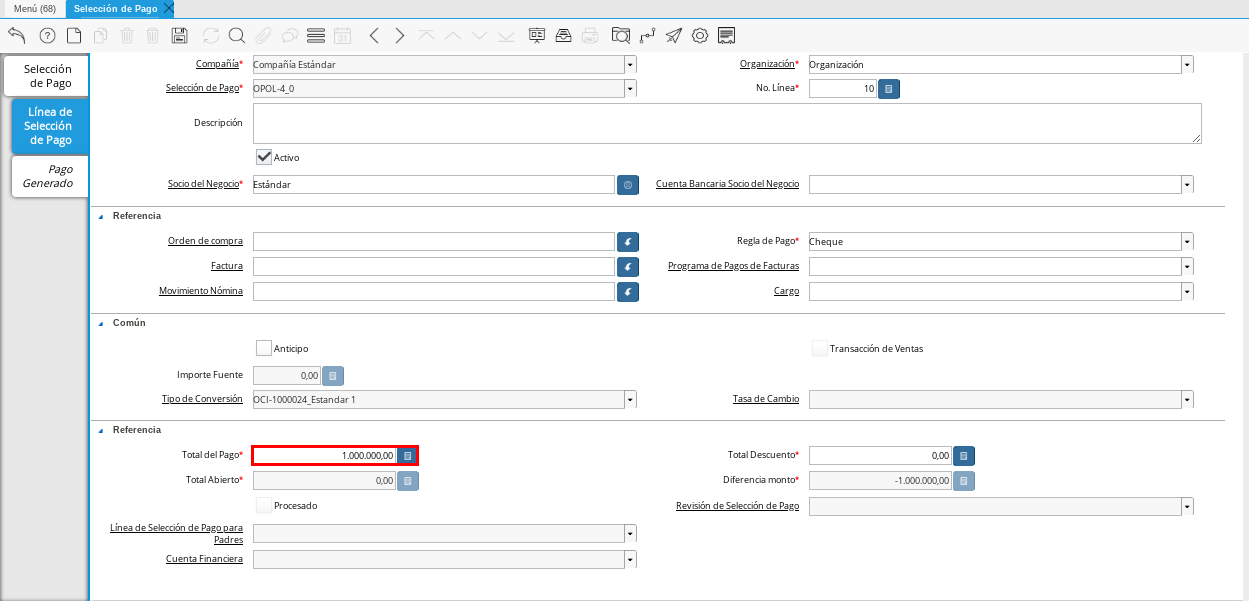 Menú (68)
Selección de Pago
Selección de Pago
Línea de Selección de Pago
Pago Generado
Compañía* Compañía Estándar
Organización* Organización
Selección de Pago* OPOL-4_0
No. Línea* 10
Descripción
Activo
Socio del Negocio* Estándar
Cuenta Bancaria Socio del Negocio
Referencia
Orden de compra
Regla de Pago* Cheque
Factura
Programa de Pagos de Facturas
Movimiento Nómina
Cargo
Común
Anticipo
Transacción de Ventas
Importe Fuente 0,00
Tipo de Conversión OCI-1000024_Estandar 1
Tasa de Cambio
Referencia
Total del Pago* 1.000.000,00
Total Descuento* 0,00
Total Abierto* 0,00
Diferencia monto* -1.000.000,00
Procesado
Revisión de Selección de Pago
Línea de Selección de Pago para
Padres
Cuenta Financiera